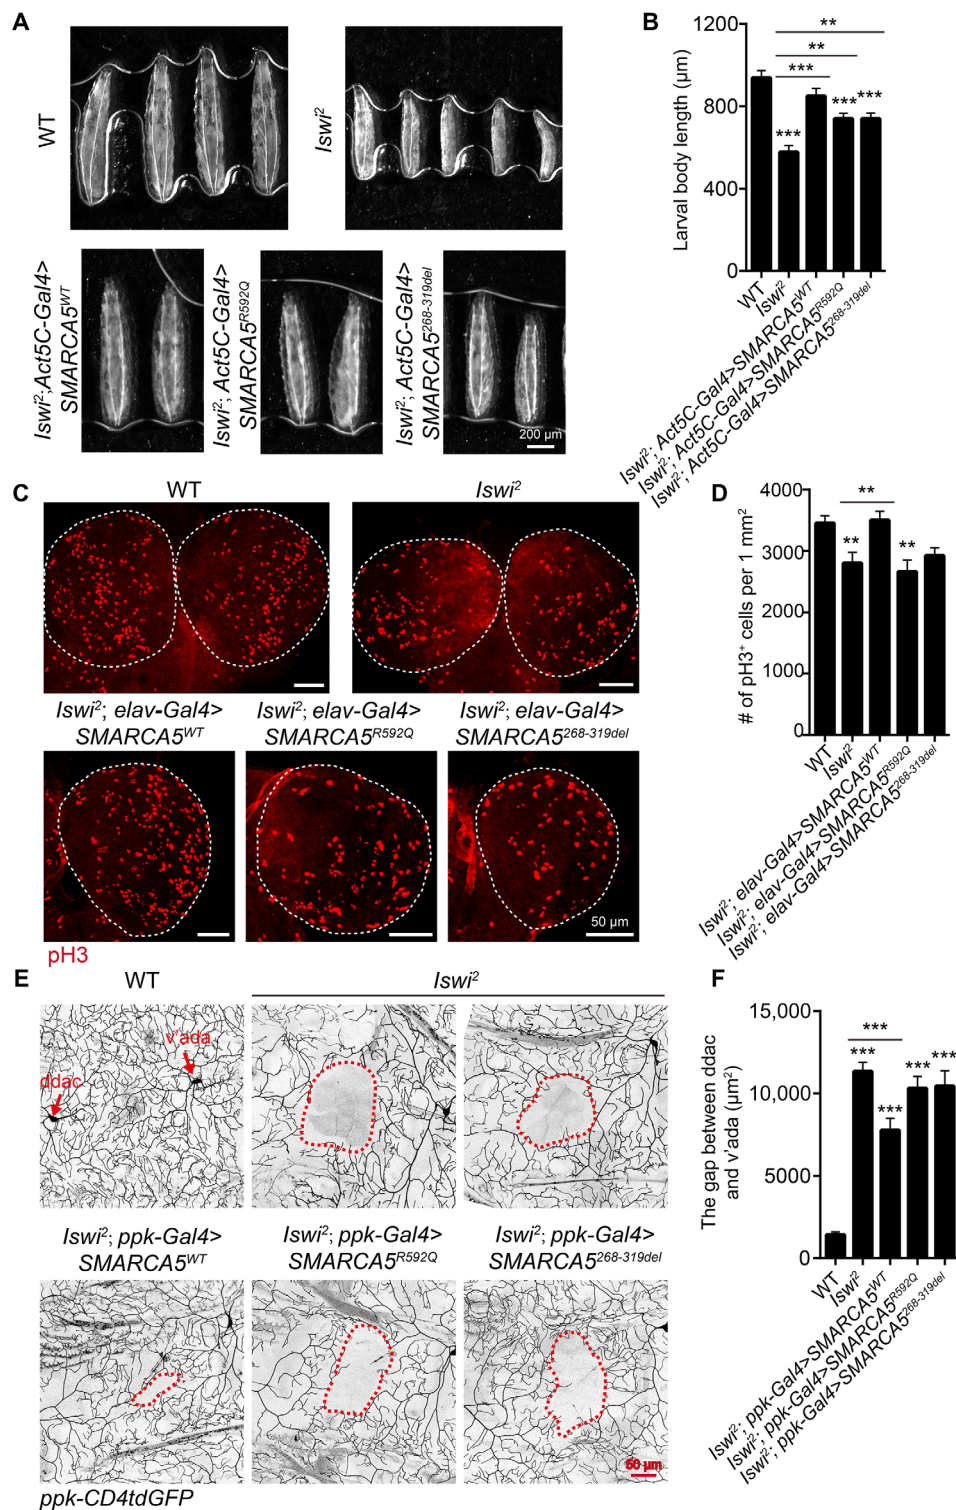 A
WT
Iswi²
Iswi²;Act5C-Gal4>
SMARCA5ᵂᵀ
Iswi²; Act5C-Gal4>
SMARCA5ᴿ⁵⁹²Q
Iswi²; Act5C-Gal4>
SMARCA5²⁶⁸⁻³¹⁹ᵈᵉˡ
200 µm
B
Larval body length (µm)
1200
800
400
0
**
**
***
***
***
***
WT
Iswi²
Iswi²; Act5C-Gal4>SMARCA5ᵂᵀ
Iswi²; Act5C-Gal4>SMARCA5ᴿ⁵⁹²Q
Iswi²; Act5C-Gal4>SMARCA5²⁶⁸⁻³¹⁹ᵈᵉˡ
C
WT
Iswi²
Iswi²; elav-Gal4>
SMARCA5ᵂᵀ
Iswi²; elav-Gal4>
SMARCA5ᴿ⁵⁹²Q
Iswi²; elav-Gal4>
SMARCA5²⁶⁸⁻³¹⁹ᵈᵉˡ
50 µm
pH3
D
# of pH3⁺ cells per 1 mm²
4000
3000
2000
1000
0
**
**
**
WT
Iswi²
Iswi²; elav-Gal4>SMARCA5ᵂᵀ
Iswi²; elav-Gal4>SMARCA5ᴿ⁵⁹²Q
Iswi²; elav-Gal4>SMARCA5²⁶⁸⁻³¹⁹ᵈᵉˡ
E
WT
Iswi²
ddac
v'ada
Iswi²; ppk-Gal4>
SMARCA5ᵂᵀ
Iswi²; ppk-Gal4>
SMARCA5ᴿ⁵⁹²Q
Iswi²; ppk-Gal4>
SMARCA5²⁶⁸⁻³¹⁹ᵈᵉˡ
50 µm
ppk-CD4tdGFP
F
The gap between ddac
and v'ada (µm²)
15,000
10,000
5000
0
***
***
***
***
***
WT
Iswi²
Iswi²; ppk-Gal4>SMARCA5ᵂᵀ
Iswi²; ppk-Gal4>SMARCA5ᴿ⁵⁹²Q
Iswi²; ppk-Gal4>SMARCA5²⁶⁸⁻³¹⁹ᵈᵉˡ